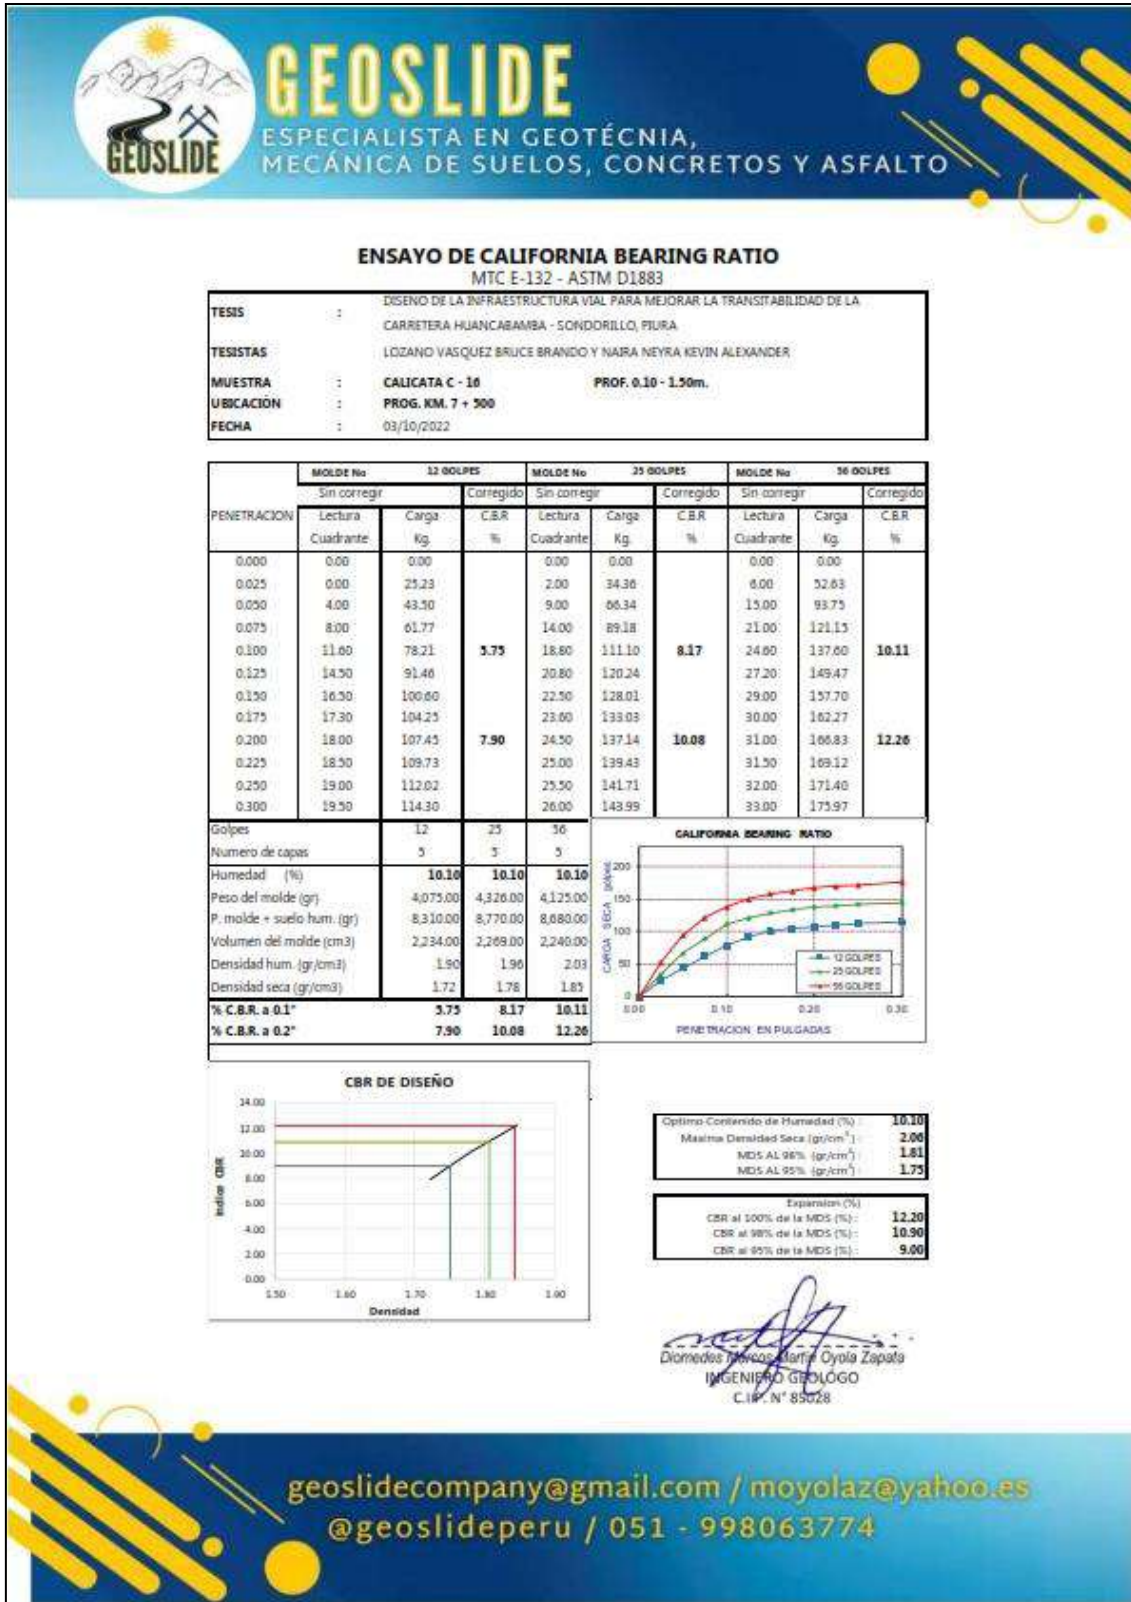 GEOSLIDE
GEOSLIDE
ESPECIALISTA EN GEOTÉCNIA,
MECÁNICA DE SUELOS, CONCRETOS Y ASFALTO
ENSAYO DE CALIFORNIA BEARING RATIO
MTC E-132 - ASTM D1883
TESIS : DISENO DE LA INFRAESTRUCTURA VIAL PARA MEJORAR LA TRANSITABILIDAD DE LA
CARRETERA HUANCABAMBA - SONDORILLO, PIURA
TESISTAS LOZANO VASQUEZ BRUCE BRANDO Y NAIRA NEYRA KEVIN ALEXANDER
MUESTRA : CALICATA C - 16 PROF. 0.10 - 1.50m.
UBICACIÓN : PROG. KM. 7 + 500
FECHA : 03/10/2022
MOLDE No 12 GOLPES MOLDE No 25 GOLPES MOLDE No 56 GOLPES
Sin corregir Corregido Sin corregir Corregido Sin corregir Corregido
PENETRACION Lectura Carga C.B.R Lectura Carga C.B.R Lectura Carga C.B.R
Cuadrante Kg. % Cuadrante Kg. % Cuadrante Kg. %
0.000 0.00 0.00 0.00 0.00 0.00 0.00
0.025 0.00 25.23 2.00 34.36 6.00 52.63
0.050 4.00 43.50 9.00 66.34 15.00 93.75
0.075 8.00 61.77 14.00 89.18 21.00 121.15
0.100 11.60 78.21 5.75 18.80 111.10 8.17 24.60 137.60 10.11
0.125 14.50 91.46 20.80 120.24 27.20 149.47
0.150 16.50 100.60 22.50 128.01 29.00 157.70
0.175 17.30 104.25 23.60 133.03 30.00 162.27
0.200 18.00 107.45 7.90 24.50 137.14 10.08 31.00 166.83 12.26
0.225 18.50 109.73 25.00 139.43 31.50 169.12
0.250 19.00 112.02 25.50 141.71 32.00 171.40
0.300 19.50 114.30 26.00 143.99 33.00 175.97
Golpes 12 25 56
Numero de capas 5 5 5
Humedad (%) 10.10 10.10 10.10
Peso del molde (gr) 4,075.00 4,326.00 4,125.00
P. molde + suelo hum. (gr) 8,310.00 8,770.00 8,680.00
Volumen del molde (cm3) 2,234.00 2,269.00 2,240.00
Densidad hum. (gr/cm3) 1.90 1.96 2.03
Densidad seca (gr/cm3) 1.72 1.78 1.85
% C.B.R. a 0.1" 5.75 8.17 10.11
% C.B.R. a 0.2" 7.90 10.08 12.26
CALIFORNIA BEARING RATIO
CARGA SECA golpes
200
150
100
50
0
12 GOLPES
25 GOLPES
56 GOLPES
0.00 0.10 0.20 0.30
PENETRACION EN PULGADAS
CBR DE DISEÑO
Indice CBR
14.00
12.00
10.00
8.00
6.00
4.00
2.00
0.00
1.50 1.60 1.70 1.80 1.90
Densidad
Optimo Contenido de Humedad (%) : 10.10
Maxima Densidad Seca (gr/cm³) : 2.06
MDS AL 98% (gr/cm³) : 1.81
MDS AL 95% (gr/cm³) : 1.75
Expansion (%)
CBR al 100% de la MDS (%) : 12.20
CBR al 98% de la MDS (%) : 10.90
CBR al 95% de la MDS (%) : 9.00
Diomedes Marcos Martín Oyola Zapata
INGENIERO GEOLÓGO
C.I.P. N° 85028
geoslidecompany@gmail.com / moyolaz@yahoo.es
@geoslideperu / 051 - 998063774